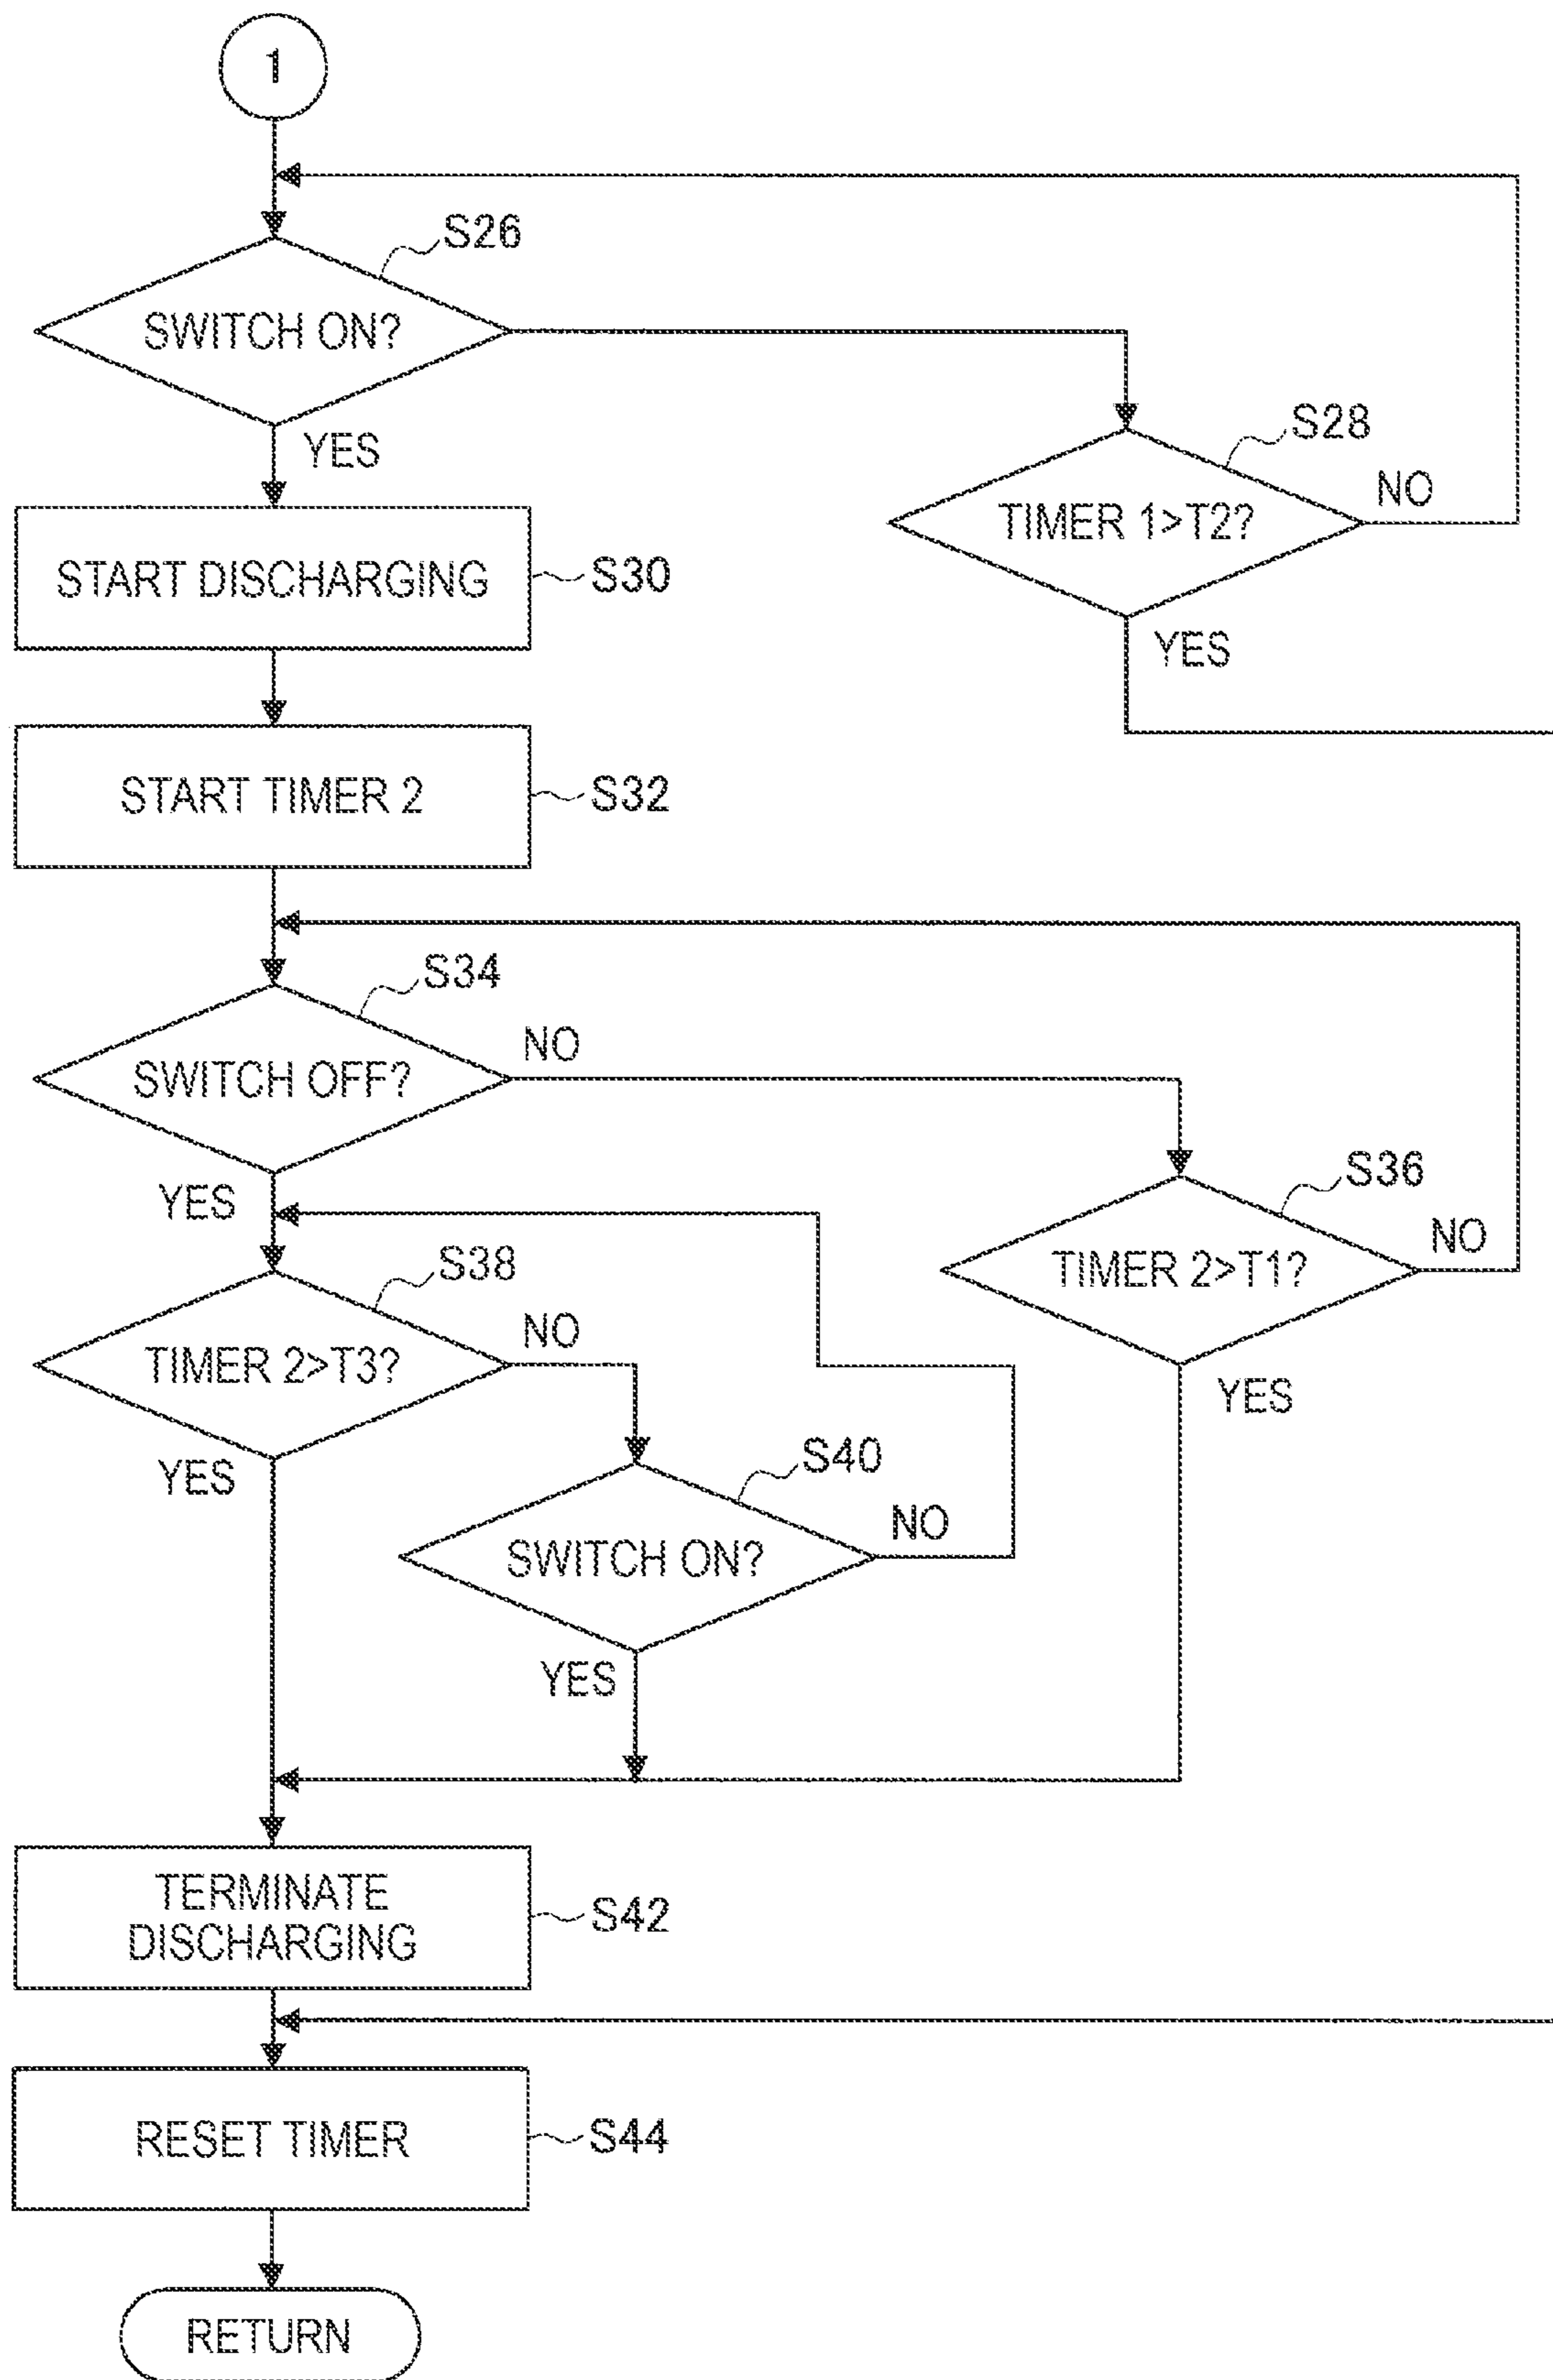 1
S26
SWITCH ON?
YES
S28
TIMER 1>T2?
NO
YES
START DISCHARGING
S30
START TIMER 2
S32
S34
SWITCH OFF?
NO
YES
S36
TIMER 2>T1?
NO
YES
S38
TIMER 2>T3?
NO
YES
S40
SWITCH ON?
NO
YES
TERMINATE
DISCHARGING
S42
RESET TIMER
S44
RETURN